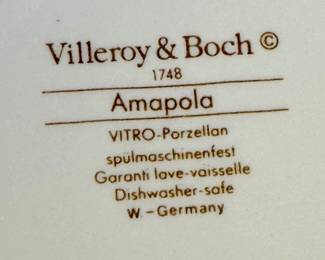 Villeroy & Boch ©
1748
Amapola
VITRO-Porzellan
spülmaschinenfest
Garanti lave-vaisselle
Dishwasher-safe
W.-Germany